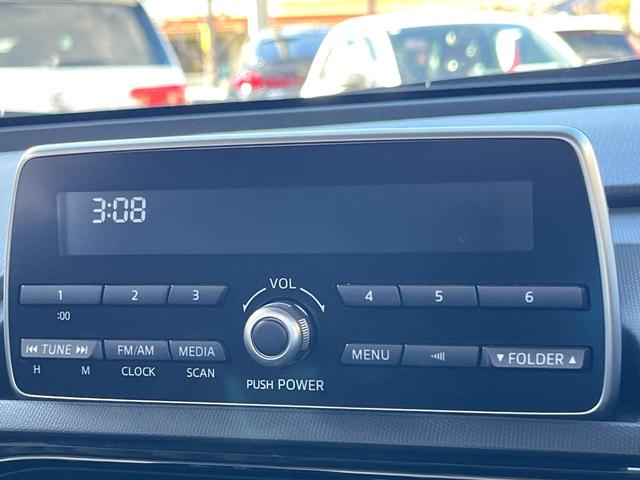 3:08
VOL
1 2 3 4 5 6
:00
⏮ TUNE ⏭ FM/AM MEDIA MENU ▼ FOLDER ▲
H M CLOCK SCAN
PUSH POWER